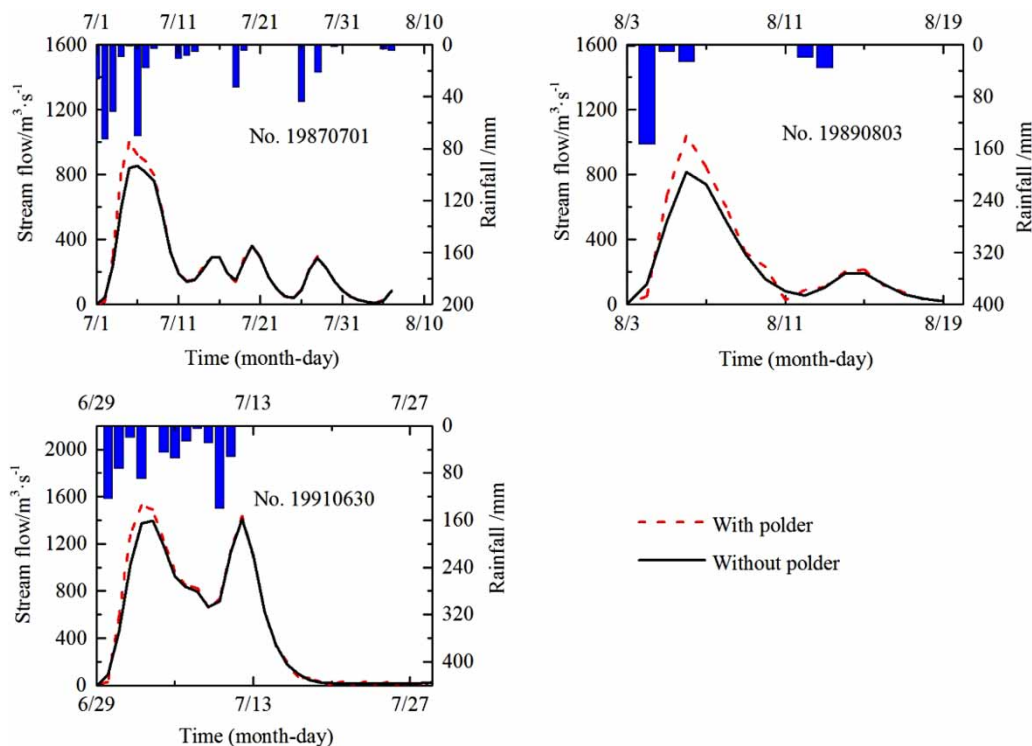 7/1 7/11 7/21 7/31 8/10
1600 0
1200 40
800 80
400 120
0 160
200
Stream flow/m³·s⁻¹
Rainfall /mm
No. 19870701
7/1 7/11 7/21 7/31 8/10
Time (month-day)
8/3 8/11 8/19
1600 0
1200 80
800 160
400 240
0 320
400
Stream flow/m³·s⁻¹
Rainfall /mm
No. 19890803
8/3 8/11 8/19
Time (month-day)
6/29 7/13 7/27
2000 0
1600 80
1200 160
800 240
400 320
0 400
Stream flow/m³·s⁻¹
Rainfall /mm
No. 19910630
6/29 7/13 7/27
Time (month-day)
With polder
Without polder